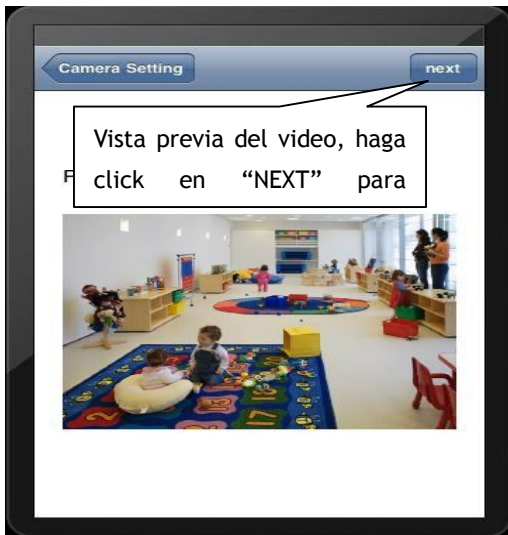 Camera Setting
next
Vista previa del video, haga
click en “NEXT” para